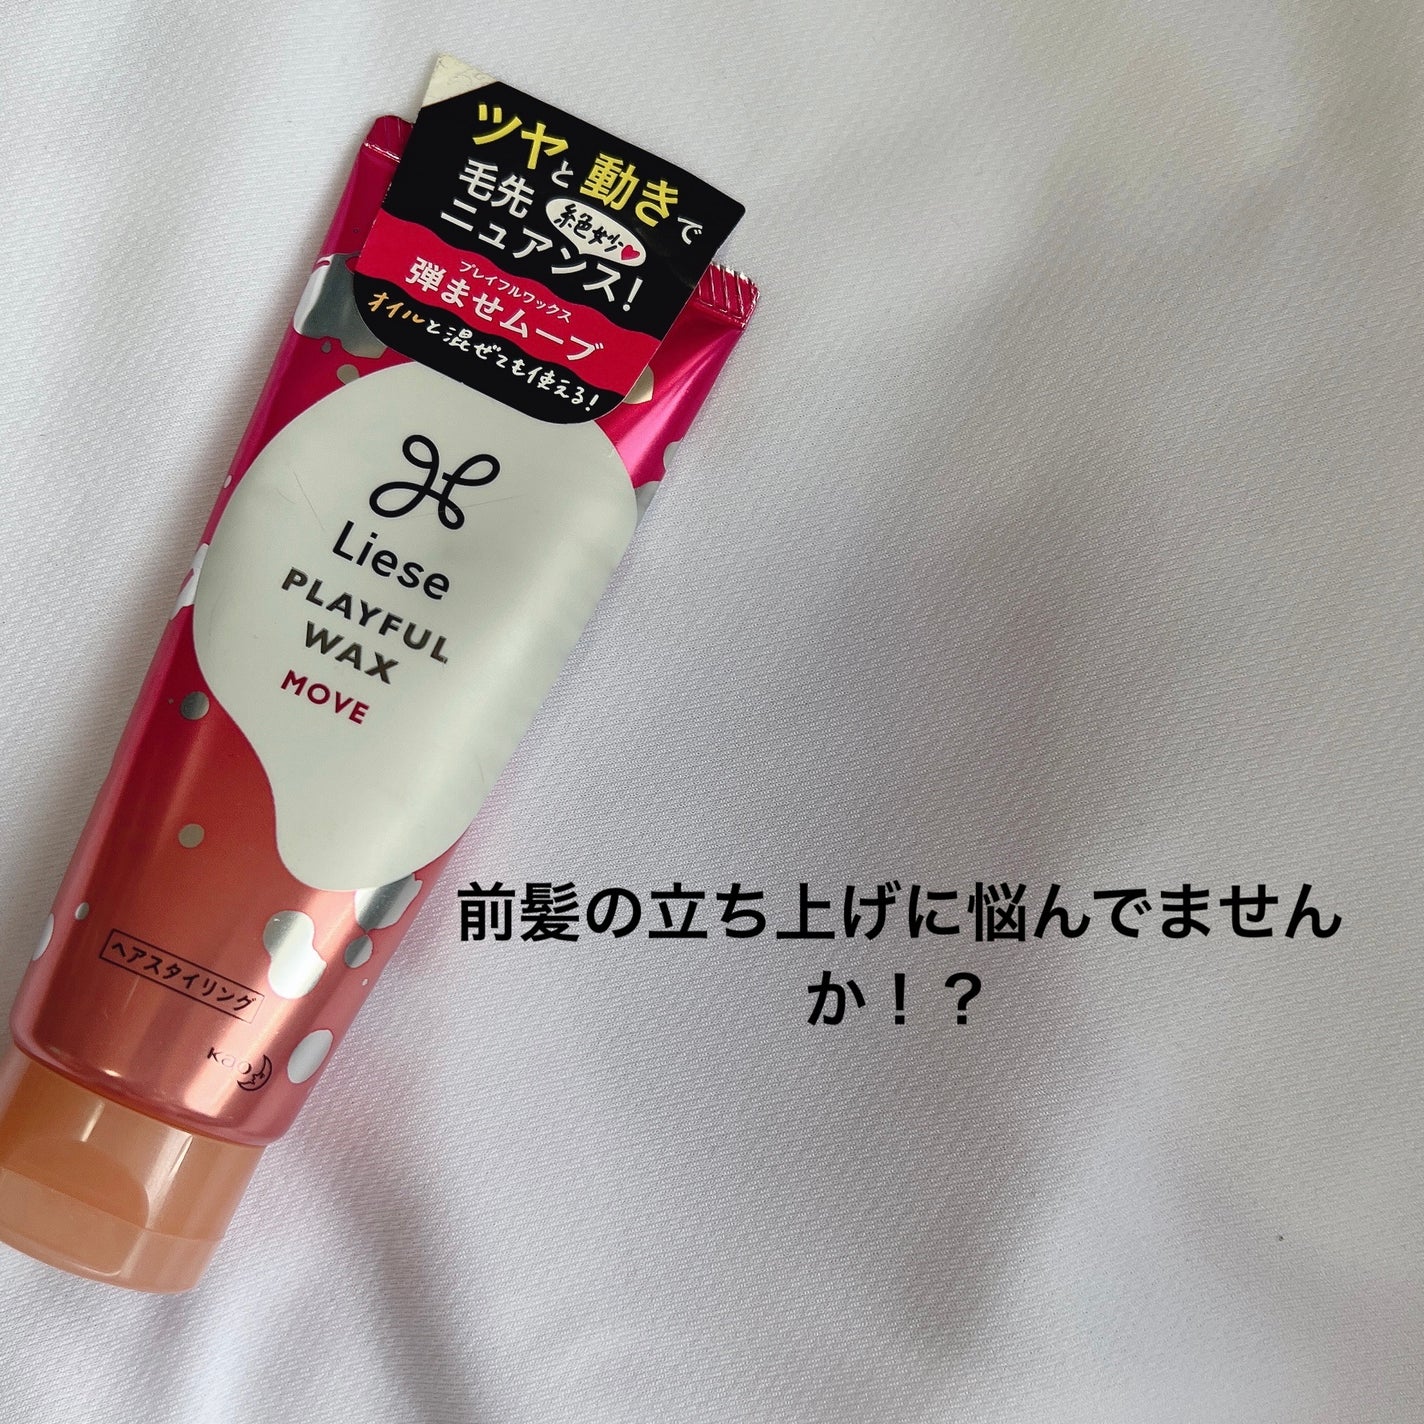 ツヤと動きで
毛先 絶妙
ニュアンス!
プレイフルワックス
弾ませムーブ
オイルと混ぜても使える!
Liese
PLAYFUL
WAX
MOVE
ヘアスタイリング
Kao
前髪の立ち上げに悩んでません
か！？